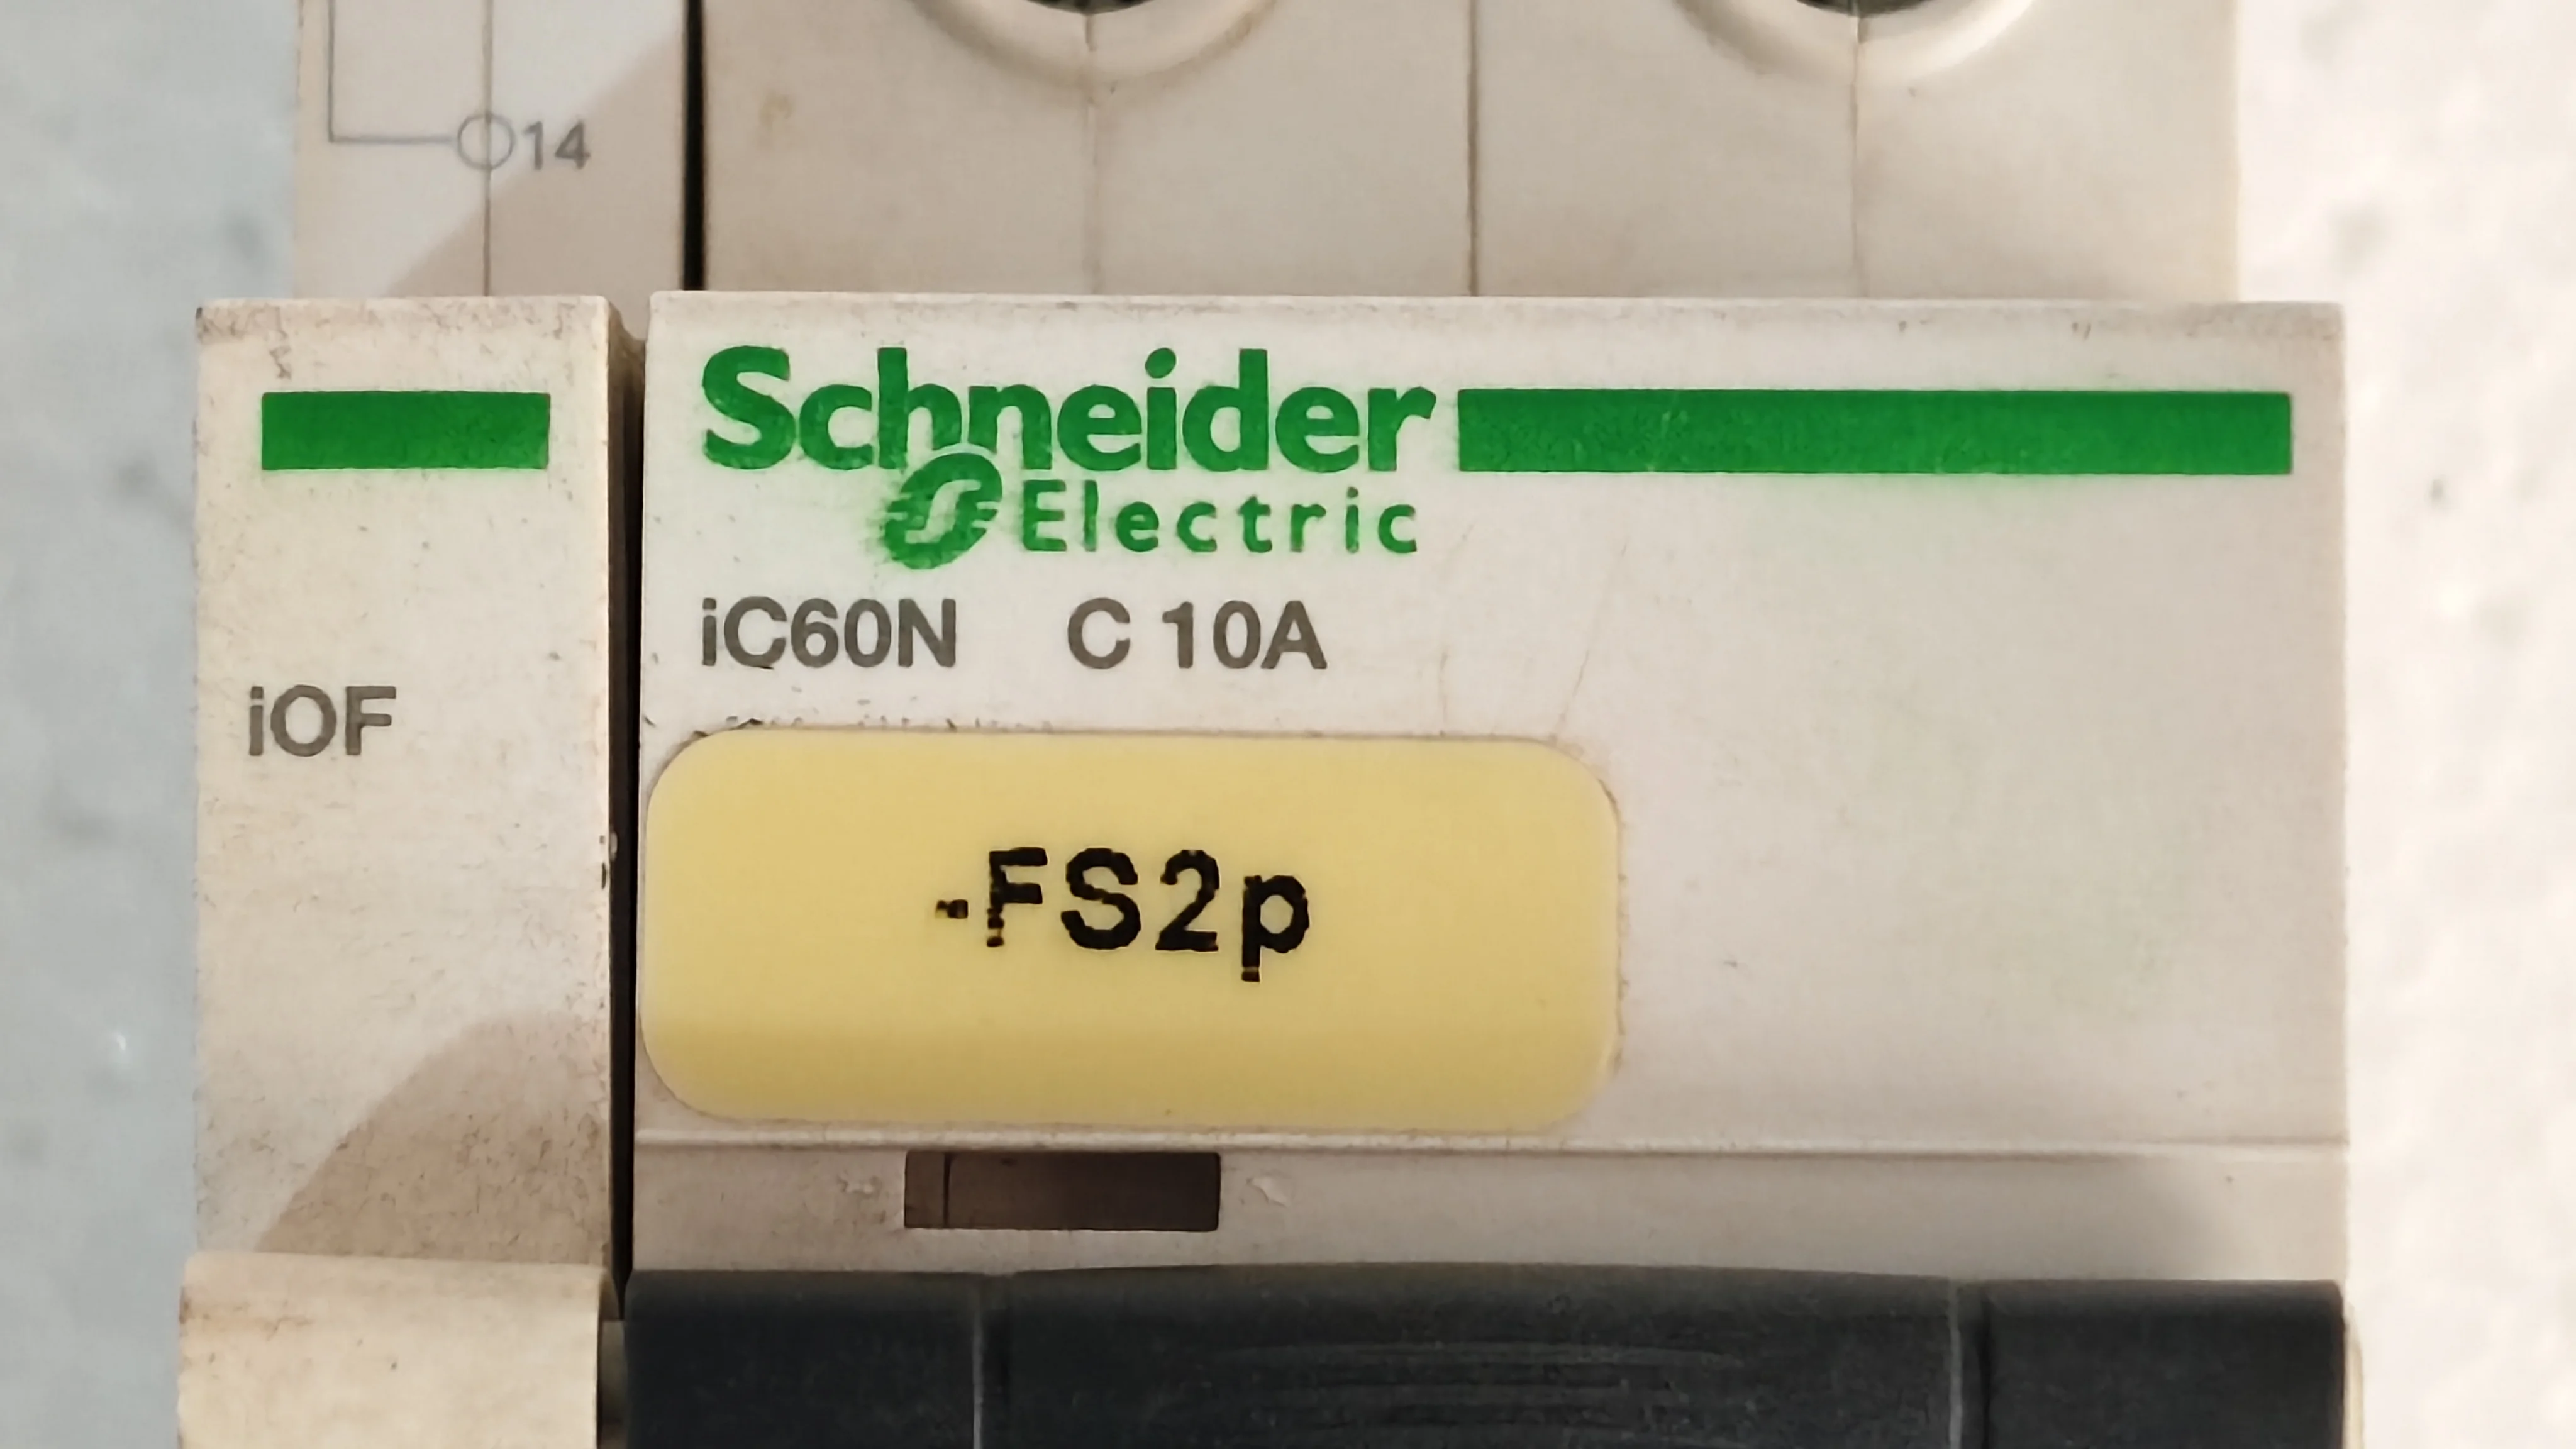 14
Schneider
Electric
iC60N C 10A
iOF
-FS2p